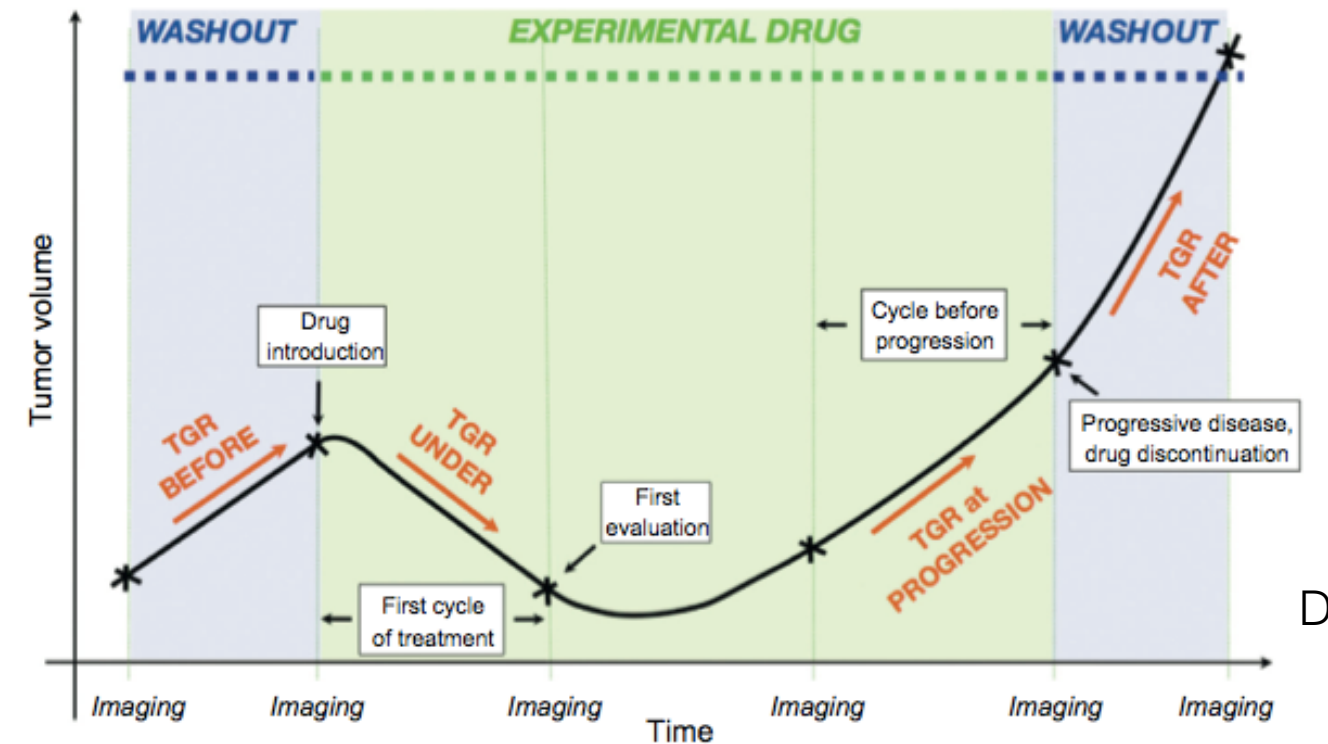 WASHOUT
EXPERIMENTAL DRUG
WASHOUT
Tumor volume
Drug
introduction
TGR
BEFORE
TGR
UNDER
First
evaluation
First cycle
of treatment
Cycle before
progression
TGR at
PROGRESSION
TGR
AFTER
Progressive disease,
drug discontinuation
D
Imaging
Imaging
Imaging
Imaging
Imaging
Imaging
Time